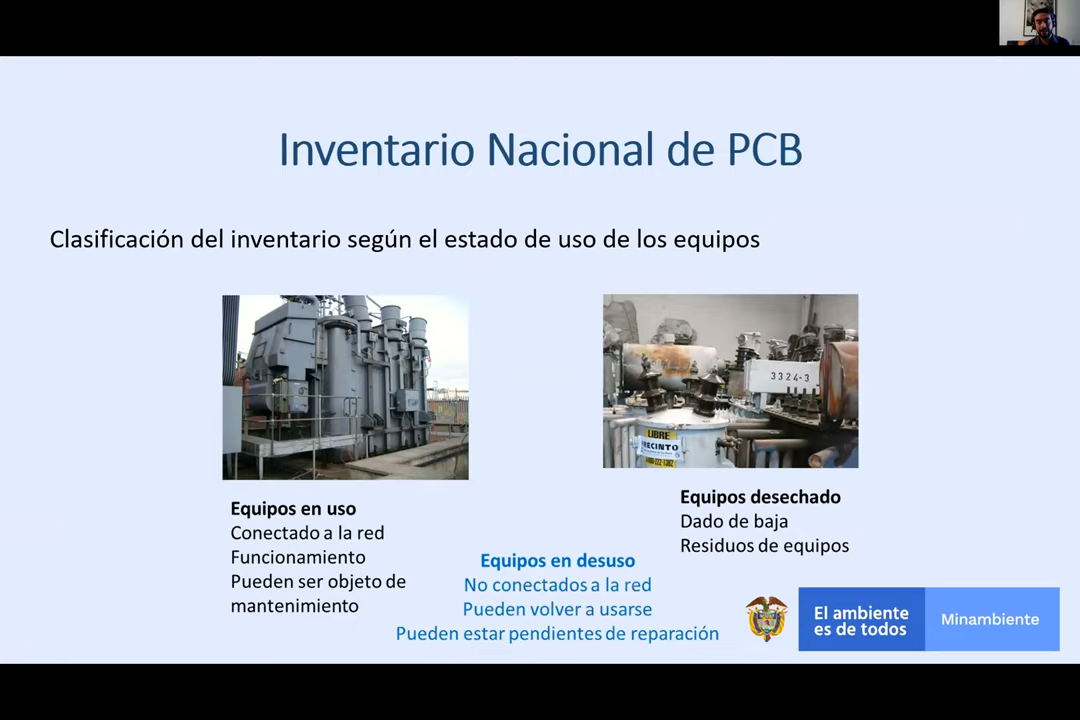 Inventario Nacional de PCB
Clasificación del inventario según el estado de uso de los equipos
3324-3
LIBRE
RECINTO
Equipos en uso
Conectado a la red
Funcionamiento
Pueden ser objeto de
mantenimiento
Equipos en desuso
No conectados a la red
Pueden volver a usarse
Pueden estar pendientes de reparación
Equipos desechado
Dado de baja
Residuos de equipos
El ambiente
es de todos
Minambiente